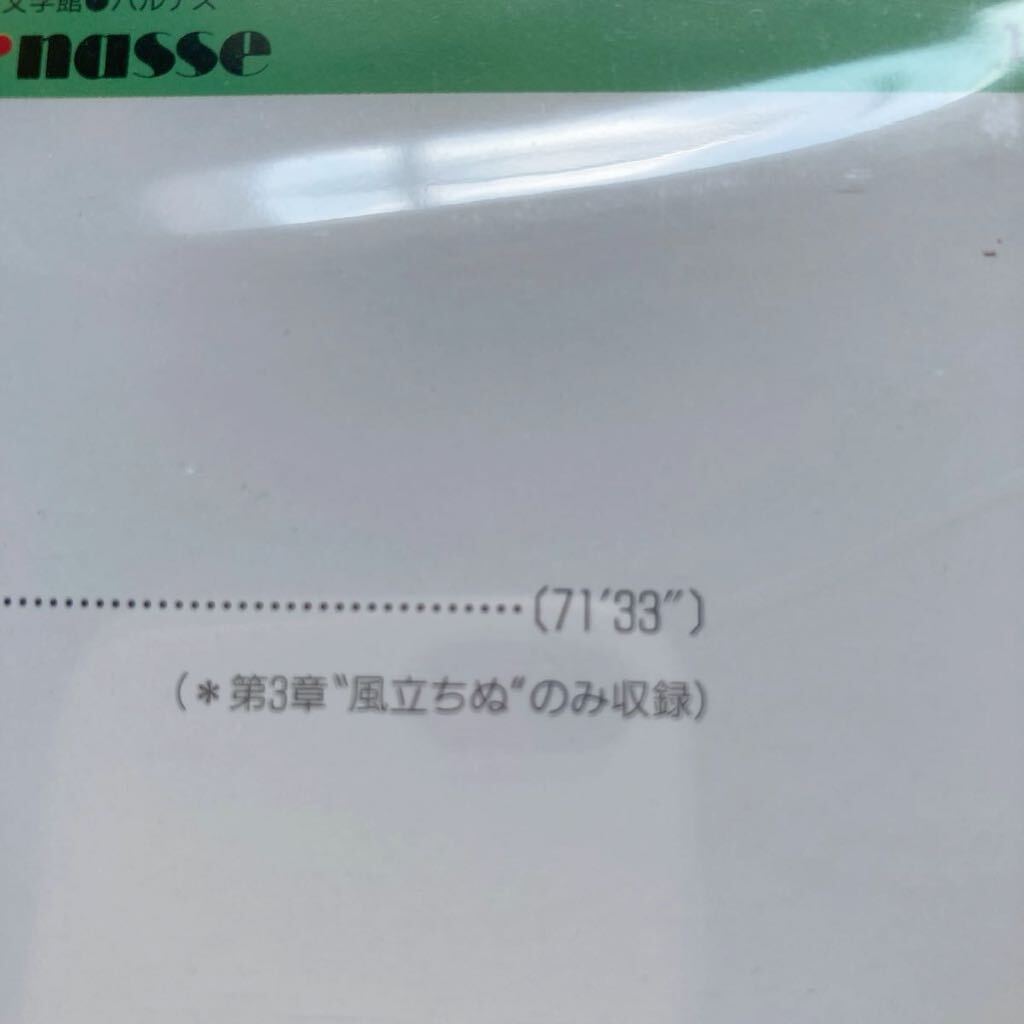 文学館●パルナス
nasse
(71′33″)
(*第3章〝風立ちぬ〟のみ収録)